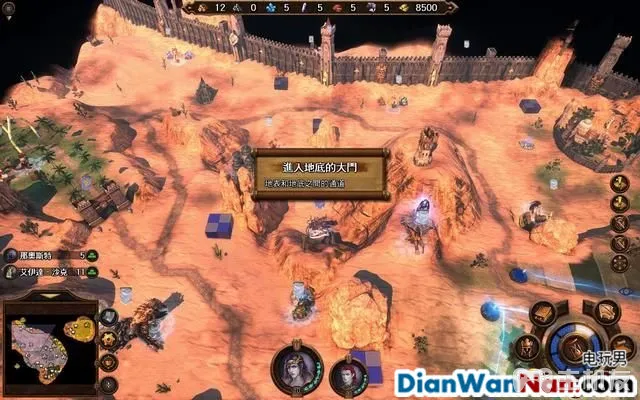 12 0 5 5 5 5 8500
進入地底的大鬥
地表和地底之間的通道
那奧斯特 5
艾伊達·沙克 11
电玩男
DianWanNan.com